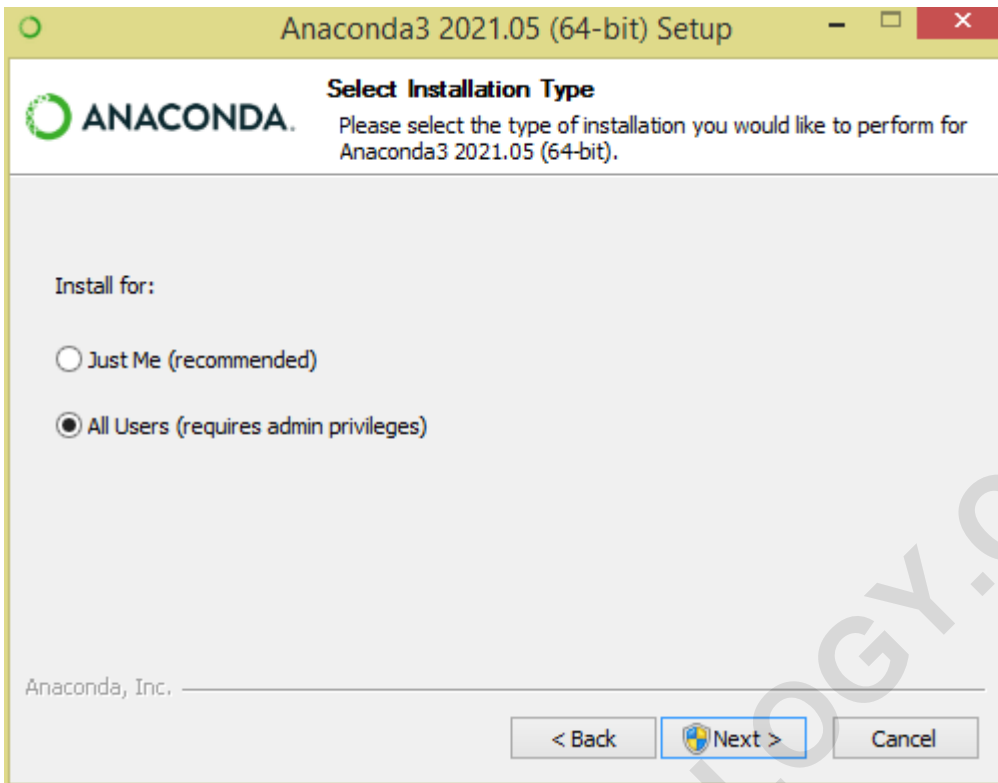 Anaconda3 2021.05 (64-bit) Setup
ANACONDA.
Select Installation Type
Please select the type of installation you would like to perform for
Anaconda3 2021.05 (64-bit).
Install for:
Just Me (recommended)
All Users (requires admin privileges)
Anaconda, Inc.
< Back
Next >
Cancel